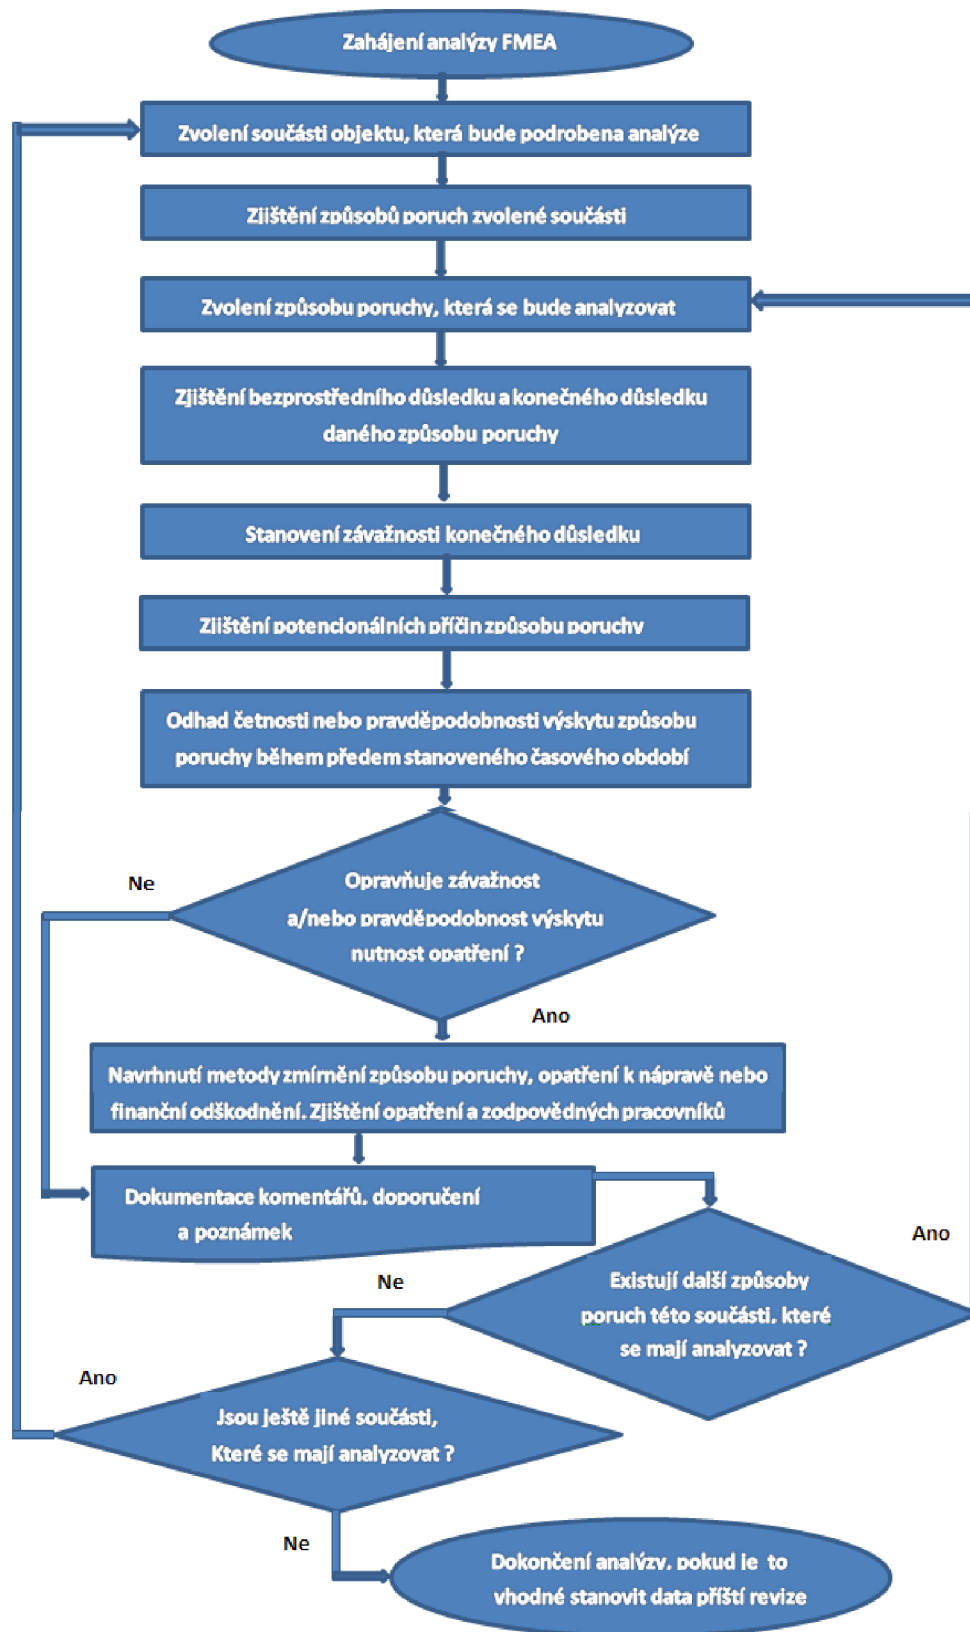 Zahájení analýzy FMEA
Zvolení součásti objektu, která bude podrobena analýze
Zjištění způsobů poruch zvolené součásti
Zvolení způsobu poruchy, která se bude analyzovat
Zjištění bezprostředního důsledku a konečného důsledku
daného způsobu poruchy
Stanovení závažnosti konečného důsledku
Zjištění potencionálních příčin způsobu poruchy
Odhad četnosti nebo pravděpodobnosti výskytu způsobu
poruchy během předem stanoveného časového období
Ne
Opravňuje závažnost
a/nebo pravděpodobnost výskytu
nutnost opatření ?
Ano
Navrhnutí metody zmírnění způsobu poruchy, opatření k nápravě nebo
finanční odškodnění. Zjištění opatření a zodpovědných pracovníků
Dokumentace komentářů, doporučení
a poznámek
Ano
Ne
Existují další způsoby
poruch této součásti, které
se mají analyzovat ?
Ano
Jsou ještě jiné součásti,
Které se mají analyzovat ?
Ne
Dokončení analýzy, pokud je to
vhodné stanovit data příští revize